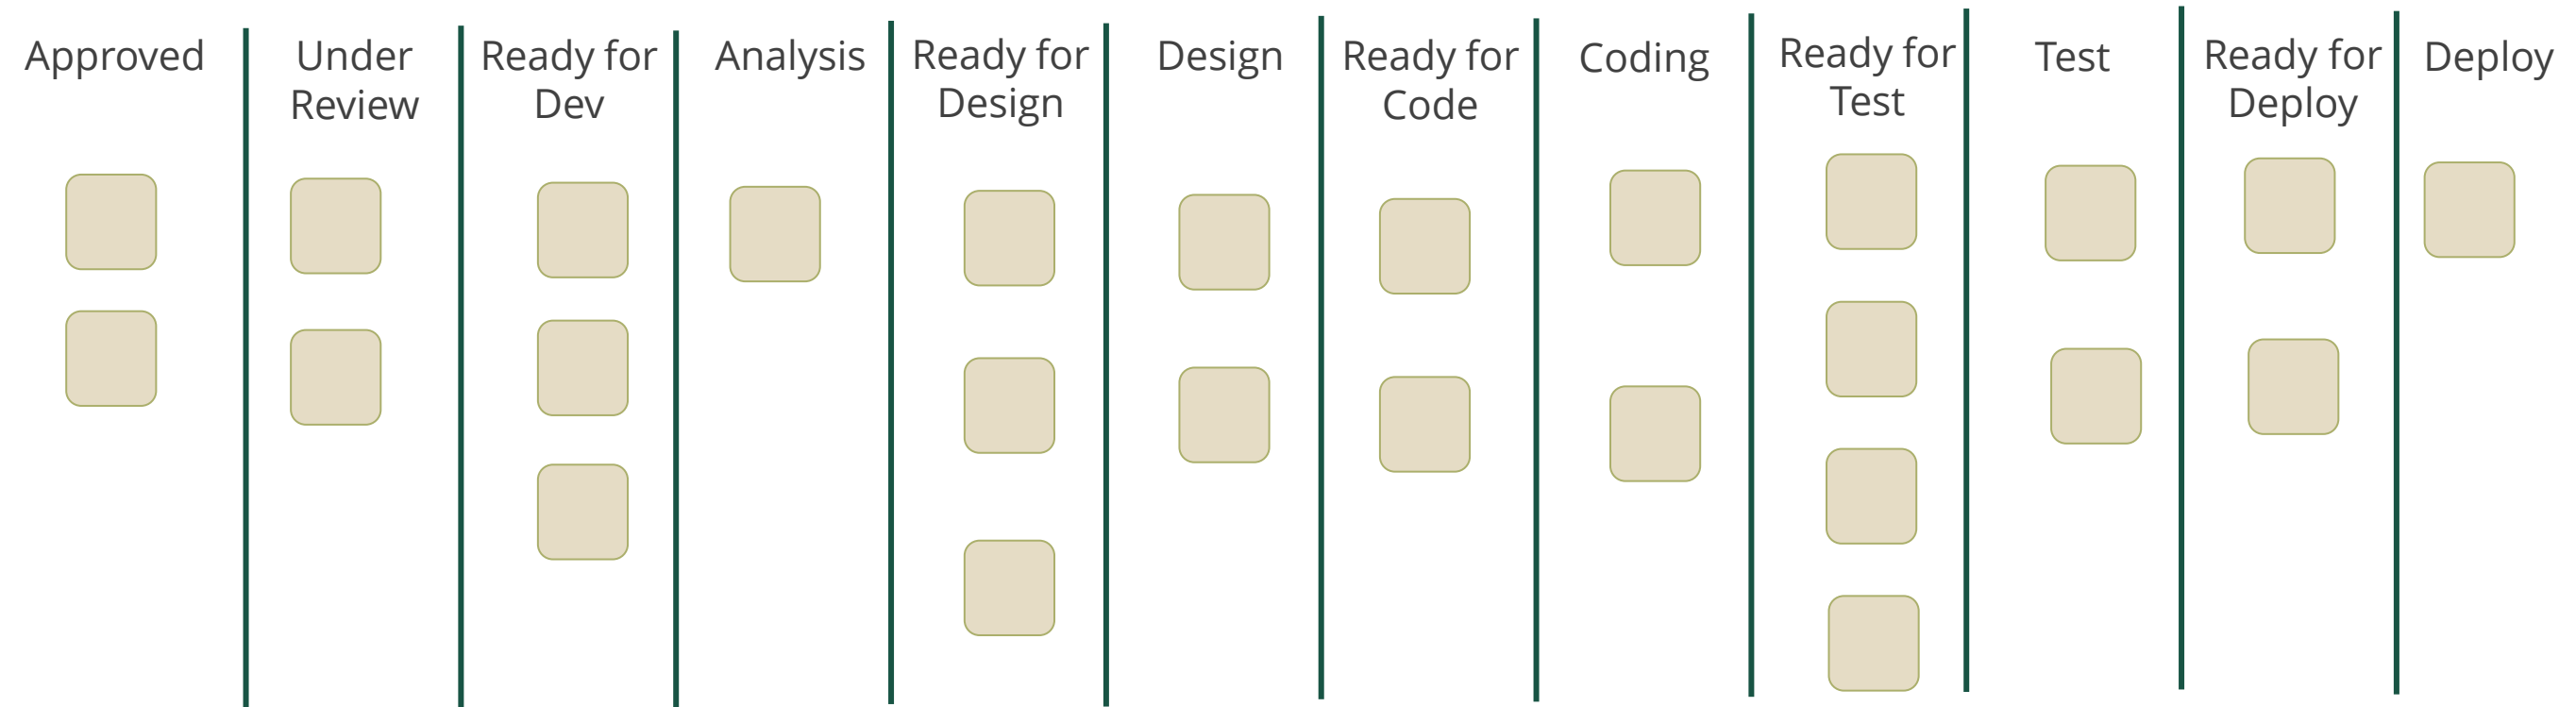 Approved
Under
Review
Ready for
Dev
Analysis
Ready for
Design
Design
Ready for
Code
Coding
Ready for
Test
Test
Ready for
Deploy
Deploy